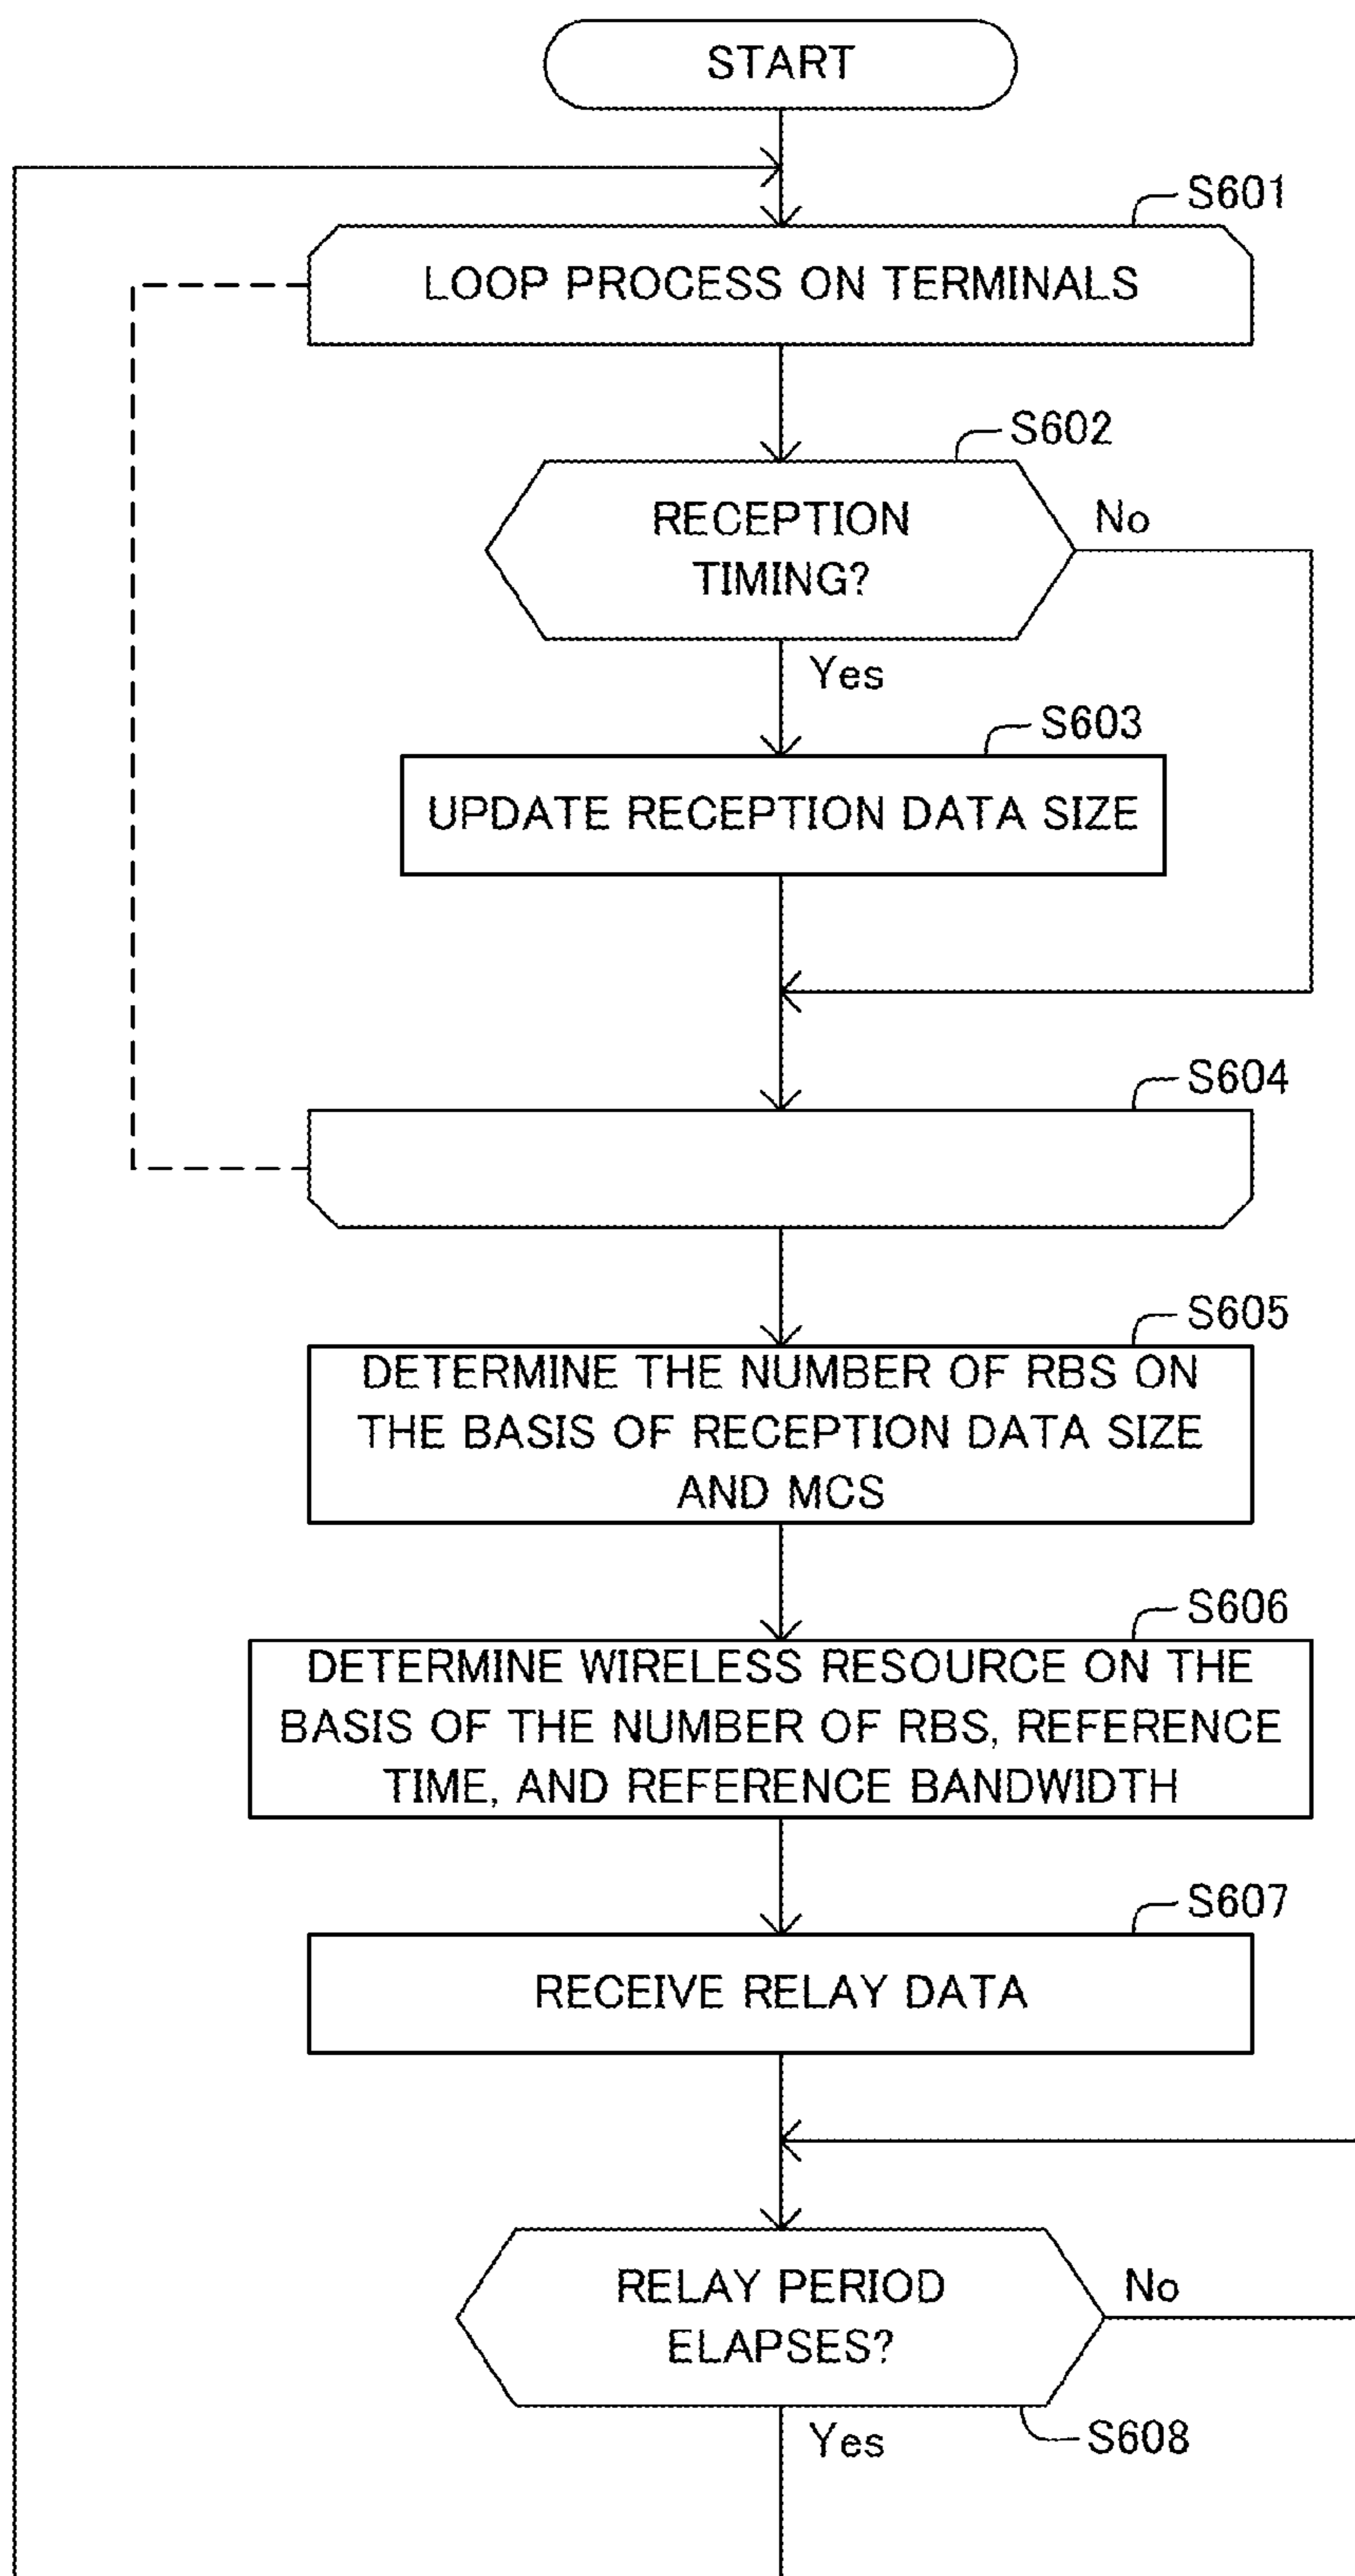 START
S601
LOOP PROCESS ON TERMINALS
S602
RECEPTION
TIMING?
No
Yes
S603
UPDATE RECEPTION DATA SIZE
S604
S605
DETERMINE THE NUMBER OF RBS ON
THE BASIS OF RECEPTION DATA SIZE
AND MCS
S606
DETERMINE WIRELESS RESOURCE ON THE
BASIS OF THE NUMBER OF RBS, REFERENCE
TIME, AND REFERENCE BANDWIDTH
S607
RECEIVE RELAY DATA
RELAY PERIOD
ELAPSES?
No
Yes
S608